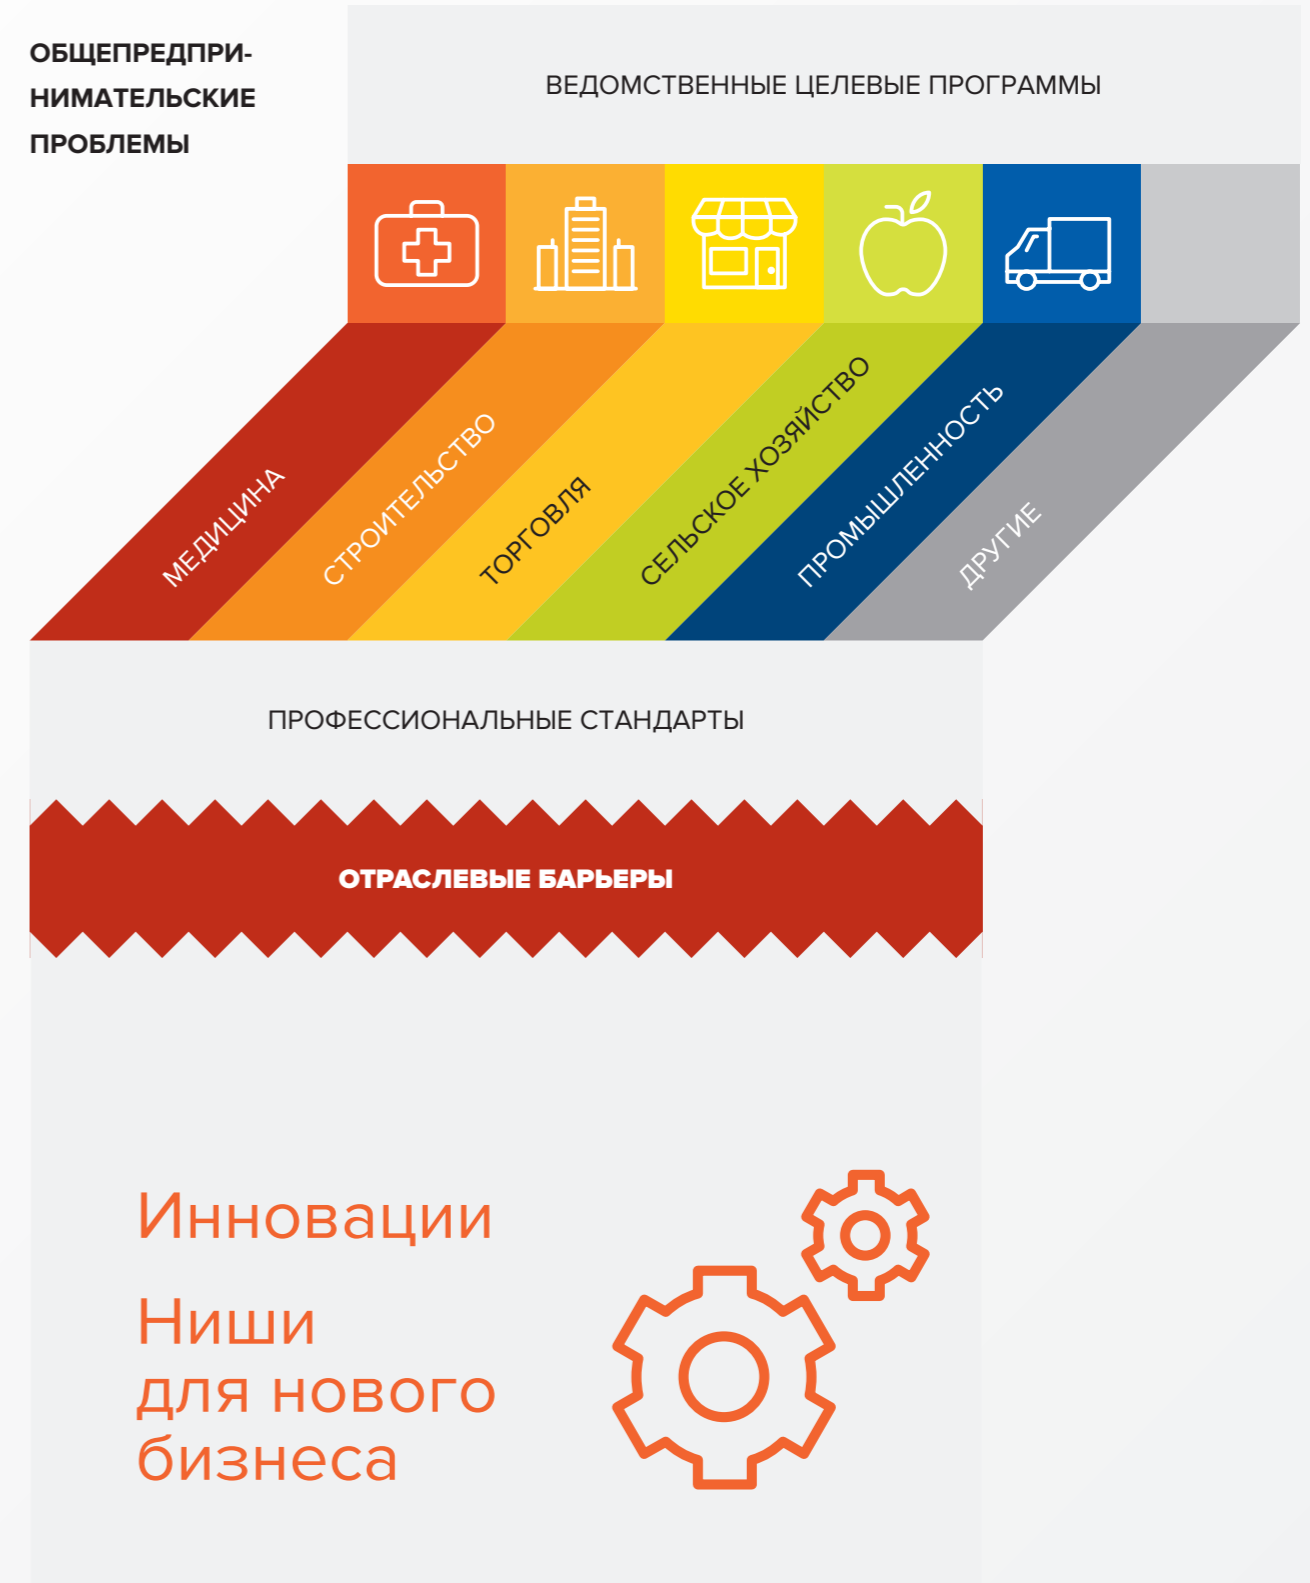 ОБЩЕПРЕДПРИ-
НИМАТЕЛЬСКИЕ
ПРОБЛЕМЫ
ВЕДОМСТВЕННЫЕ ЦЕЛЕВЫЕ ПРОГРАММЫ
МЕДИЦИНА
СТРОИТЕЛЬСТВО
ТОРГОВЛЯ
СЕЛЬСКОЕ ХОЗЯЙСТВО
ПРОМЫШЛЕННОСТЬ
ДРУГИЕ
ПРОФЕССИОНАЛЬНЫЕ СТАНДАРТЫ
ОТРАСЛЕВЫЕ БАРЬЕРЫ
Инновации
Ниши
для нового
бизнеса